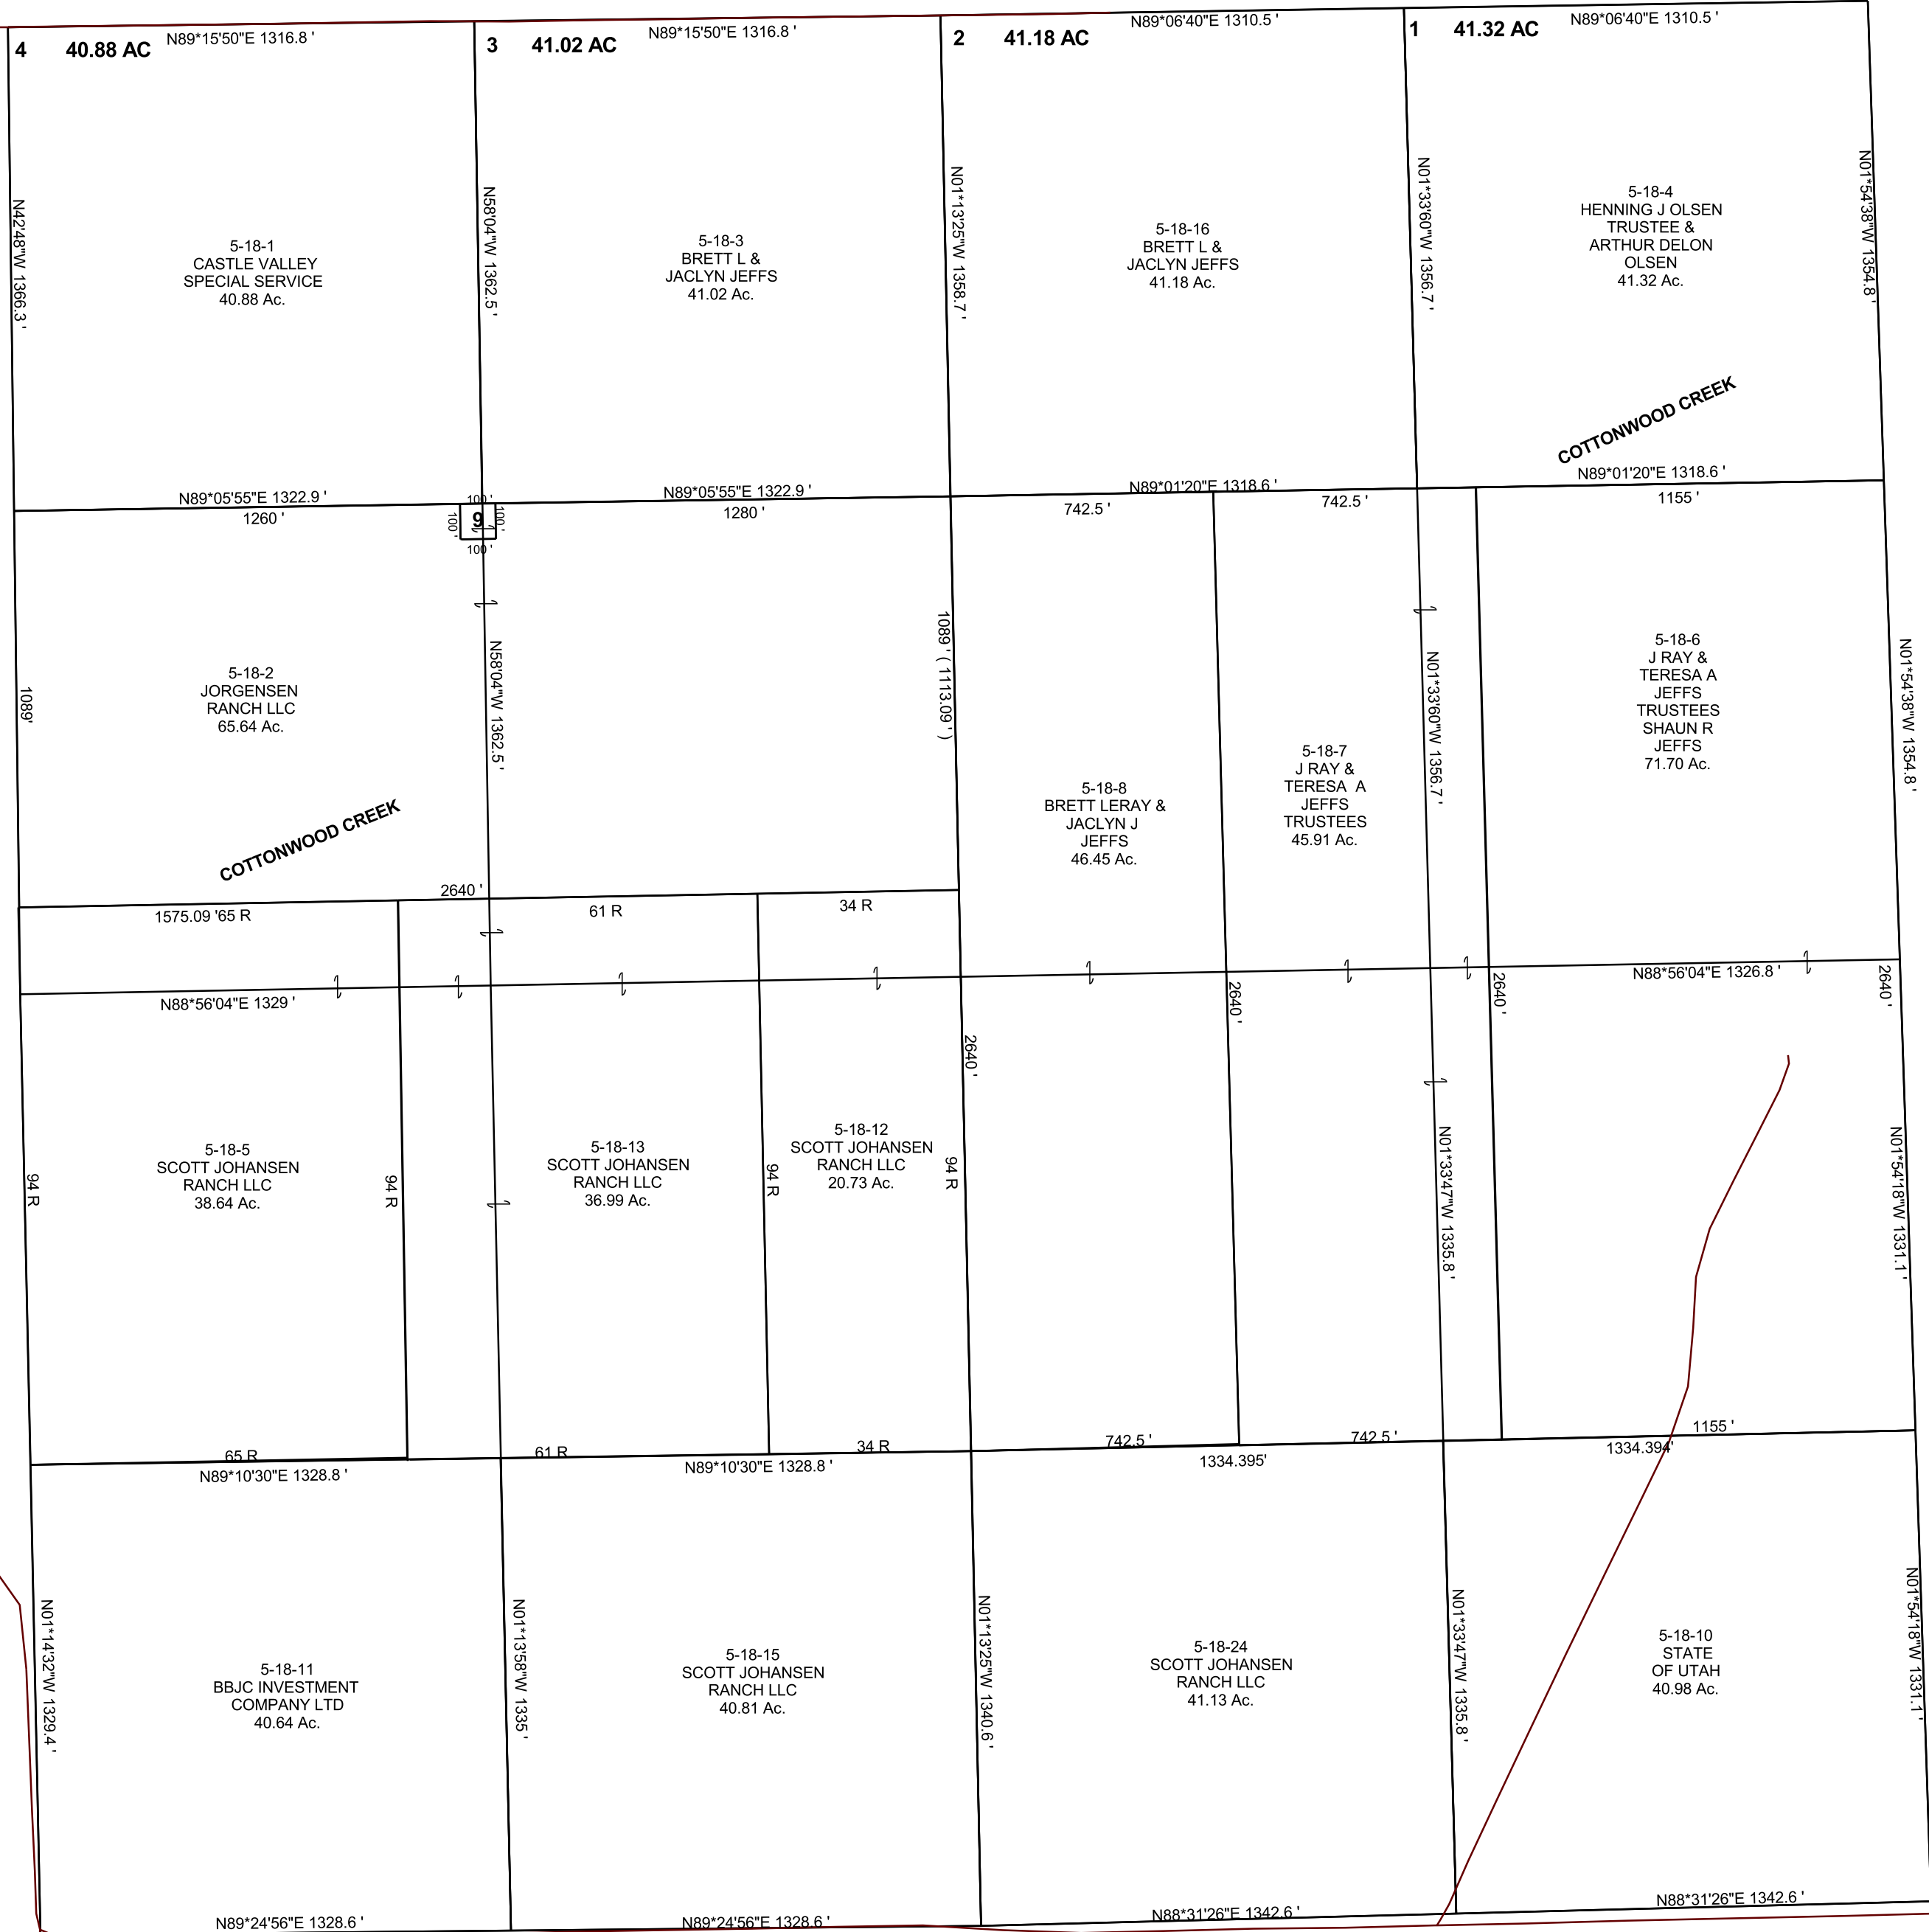 4 40.88 AC N89*15'50"E 1316.8 '
3 41.02 AC N89*15'50"E 1316.8 '
2 41.18 AC N89*06'40"E 1310.5 '
1 41.32 AC N89*06'40"E 1310.5 '
N42'48"W 1366.3 '
5-18-1
CASTLE VALLEY
SPECIAL SERVICE
40.88 Ac.
N58'04"W 1362.5 '
5-18-3
BRETT L &
JACLYN JEFFS
41.02 Ac.
N01*13'25"W 1358.7 '
5-18-16
BRETT L &
JACLYN JEFFS
41.18 Ac.
N01*33'60"W 1356.7 '
5-18-4
HENNING J OLSEN
TRUSTEE &
ARTHUR DELON
OLSEN
41.32 Ac.
N01*54'38"W 1354.8 '
COTTONWOOD CREEK
N89*05'55"E 1322.9 '
N89*05'55"E 1322.9 '
N89*01'20"E 1318.6 '
N89*01'20"E 1318.6 '
1260 '
100 '
100 '
9
100 '
100 '
1280 '
742.5 '
742.5 '
1155 '
1089'
5-18-2
JORGENSEN
RANCH LLC
65.64 Ac.
N58'04"W 1362.5 '
1089 ' ( 1113.09 ' )
5-18-8
BRETT LERAY &
JACLYN J
JEFFS
46.45 Ac.
5-18-7
J RAY &
TERESA A
JEFFS
TRUSTEES
45.91 Ac.
N01*33'60"W 1356.7 '
5-18-6
J RAY &
TERESA A
JEFFS
TRUSTEES
SHAUN R
JEFFS
71.70 Ac.
N01*54'38"W 1354.8 '
COTTONWOOD CREEK
2640 '
1575.09 '65 R
61 R
34 R
N88*56'04"E 1329 '
N88*56'04"E 1326.8 '
2640 '
2640 '
2640 '
2640 '
94 R
5-18-5
SCOTT JOHANSEN
RANCH LLC
38.64 Ac.
94 R
5-18-13
SCOTT JOHANSEN
RANCH LLC
36.99 Ac.
94 R
5-18-12
SCOTT JOHANSEN
RANCH LLC
20.73 Ac.
94 R
N01*33'47"W 1335.8 '
N01*54'18"W 1331.1 '
65 R
61 R
34 R
742.5 '
742.5 '
1155 '
N89*10'30"E 1328.8 '
N89*10'30"E 1328.8 '
1334.395'
1334.394'
N01*14'32"W 1329.4 '
5-18-11
BBJC INVESTMENT
COMPANY LTD
40.64 Ac.
N01*13'58"W 1335 '
5-18-15
SCOTT JOHANSEN
RANCH LLC
40.81 Ac.
N01*13'25"W 1340.6 '
5-18-24
SCOTT JOHANSEN
RANCH LLC
41.13 Ac.
N01*33'47"W 1335.8 '
5-18-10
STATE
OF UTAH
40.98 Ac.
N01*54'18"W 1331.1 '
N89*24'56"E 1328.6 '
N89*24'56"E 1328.6 '
N88*31'26"E 1342.6 '
N88*31'26"E 1342.6 '